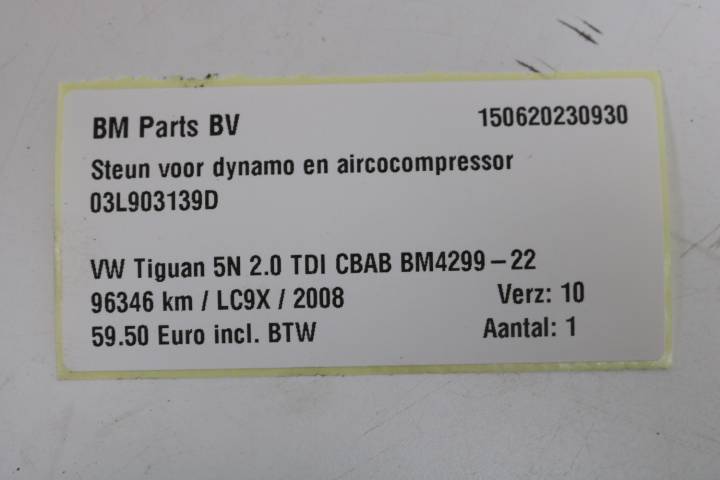 BM Parts BV 150620230930
Steun voor dynamo en aircocompressor
03L903139D
VW Tiguan 5N 2.0 TDI CBAB BM4299-22
96346 km / LC9X / 2008 Verz: 10
59.50 Euro incl. BTW Aantal: 1